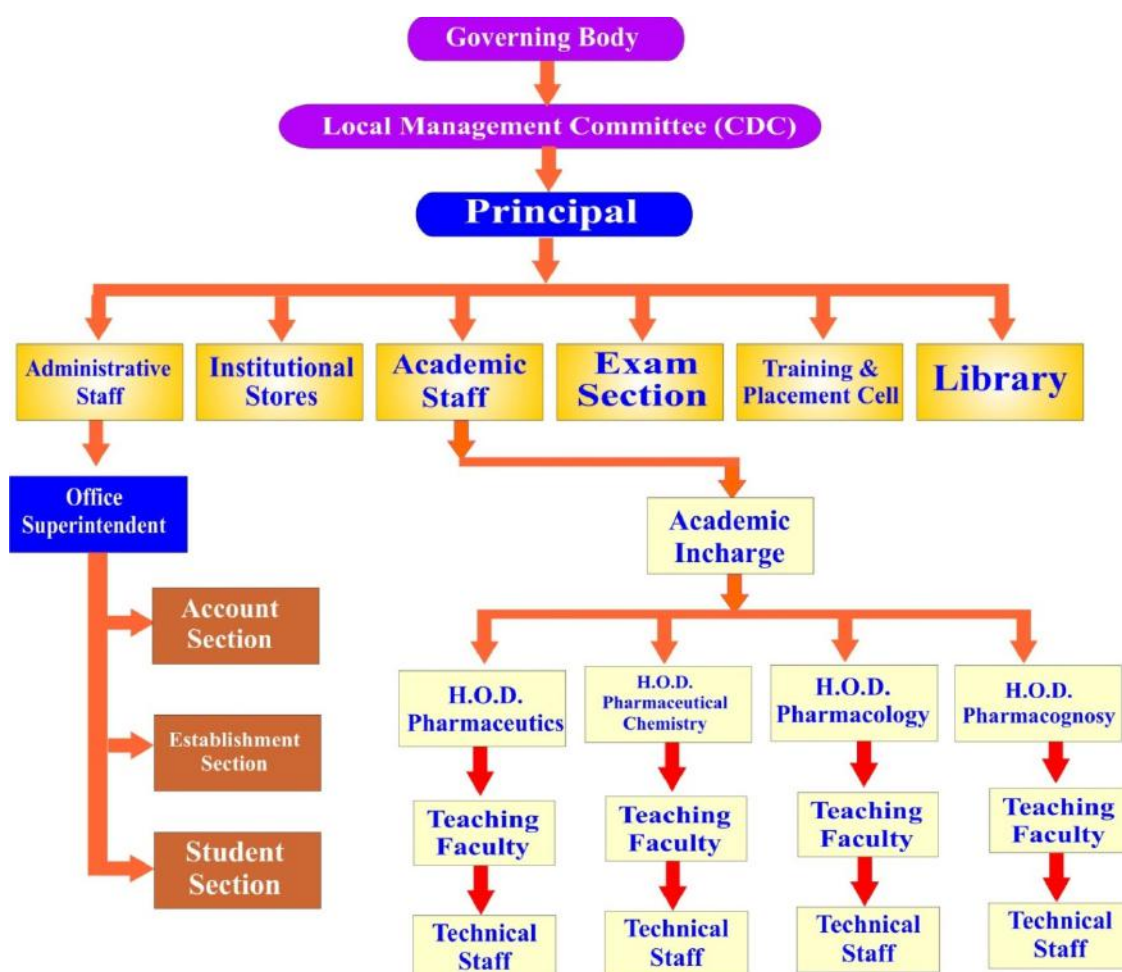 Governing Body
Local Management Committee (CDC)
Principal
Administrative
Staff
Institutional
Stores
Academic
Staff
Exam
Section
Training &
Placement Cell
Library
Office
Superintendent
Academic
Incharge
Account
Section
Establishment
Section
Student
Section
H.O.D.
Pharmaceutics
H.O.D.
Pharmaceutical
Chemistry
H.O.D.
Pharmacology
H.O.D.
Pharmacognosy
Teaching
Faculty
Teaching
Faculty
Teaching
Faculty
Teaching
Faculty
Technical
Staff
Technical
Staff
Technical
Staff
Technical
Staff